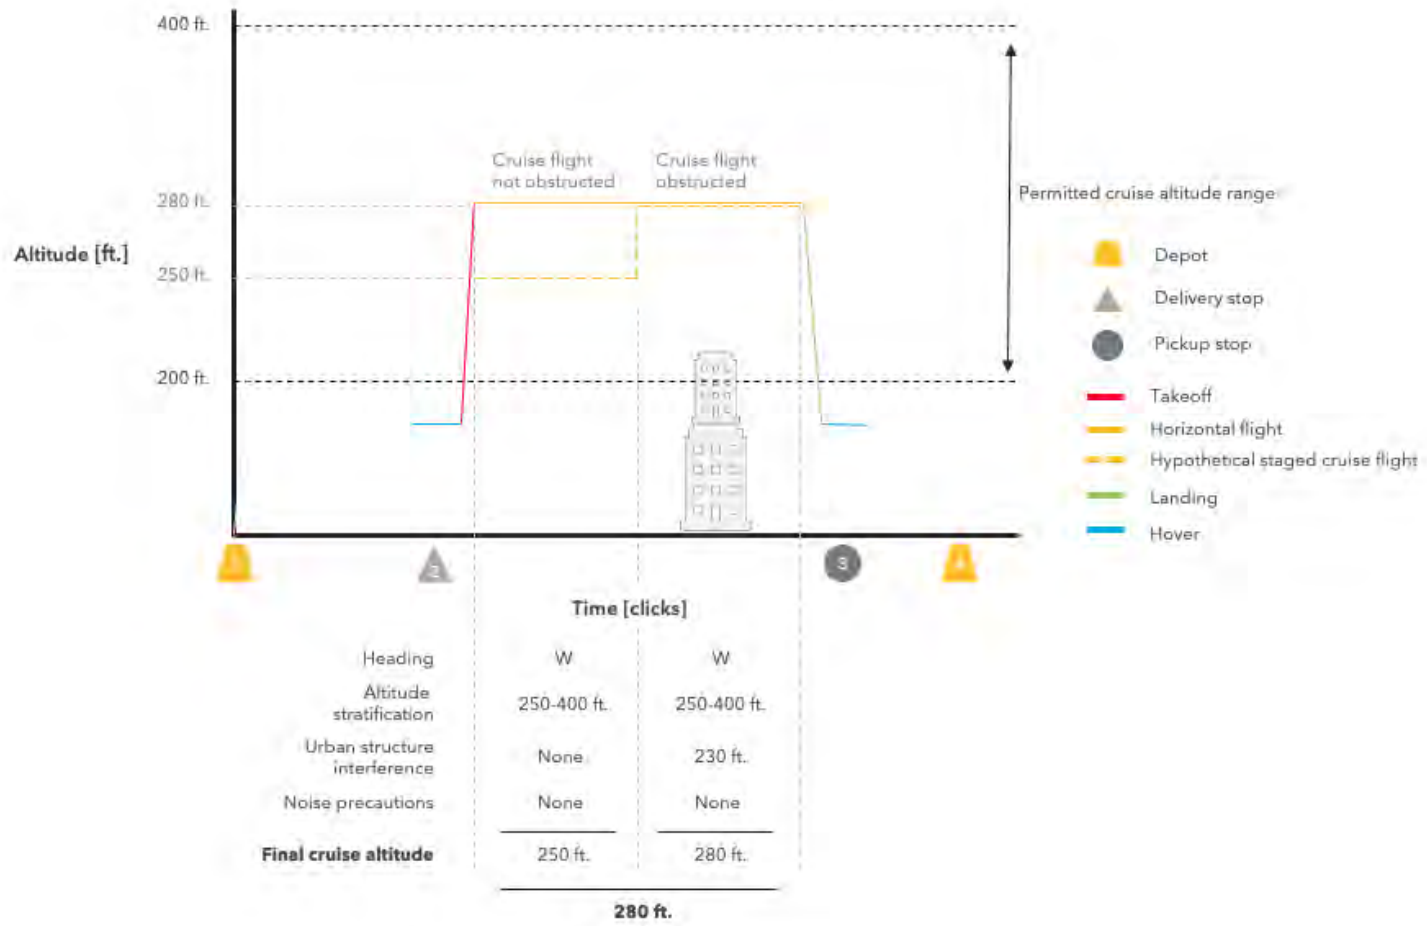 400 ft.
Cruise flight
not obstructed
Cruise flight
obstructed
280 ft.
Permitted cruise altitude range
Altitude [ft.]
250 ft.
200 ft.
Depot
Delivery stop
Pickup stop
Takeoff
Horizontal flight
Hypothetical staged cruise flight
Landing
Hover
2
3
4
Time [clicks]
Heading
W
W
Altitude
stratification
250-400 ft.
250-400 ft.
Urban structure
interference
None
230 ft.
Noise precautions
None
None
Final cruise altitude
250 ft.
280 ft.
280 ft.